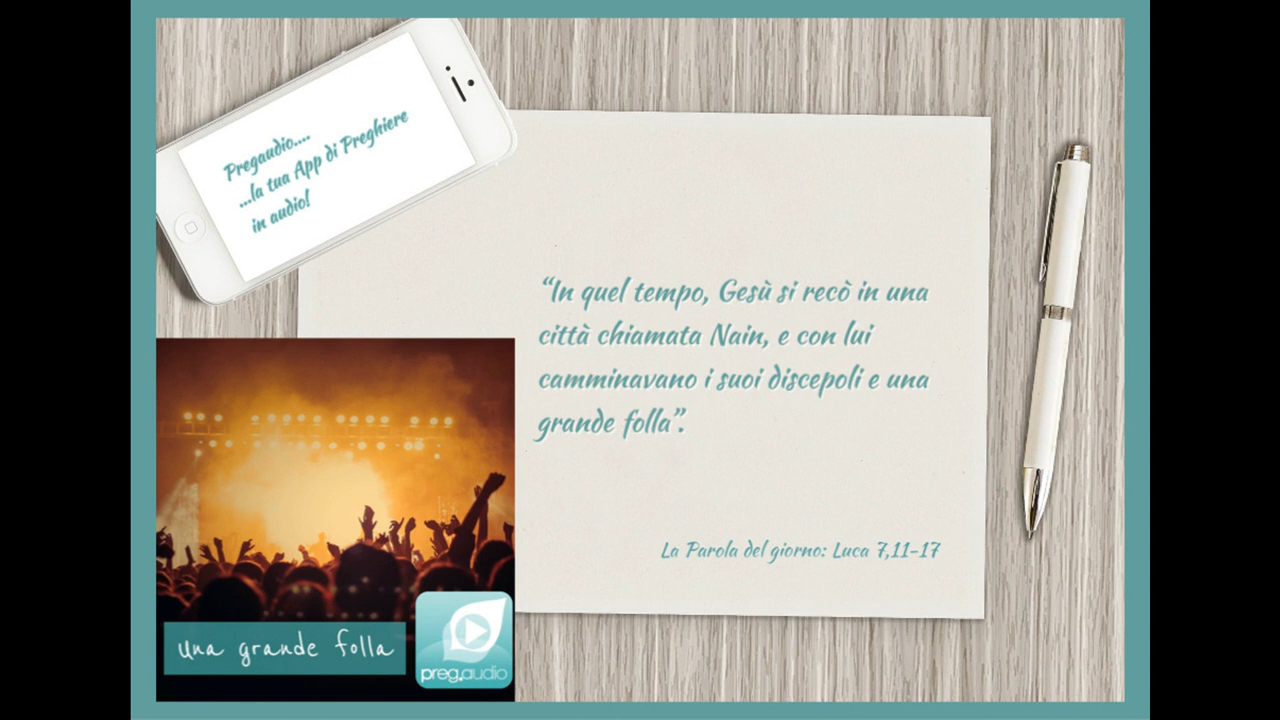 Pregaudio....
...la tua App di Preghiere
in audio!
“In quel tempo, Gesù si recò in una
città chiamata Nain, e con lui
camminavano i suoi discepoli e una
grande folla”.
La Parola del giorno: Luca 7,11-17
una grande folla
preg.audio